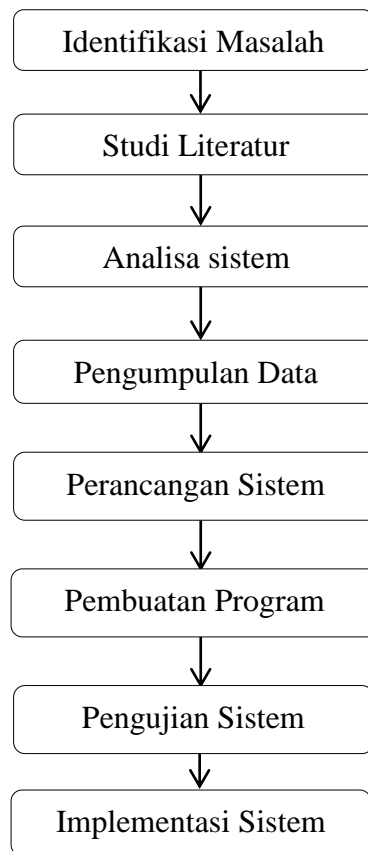 Identifikasi Masalah
Studi Literatur
Analisa sistem
Pengumpulan Data
Perancangan Sistem
Pembuatan Program
Pengujian Sistem
Implementasi Sistem